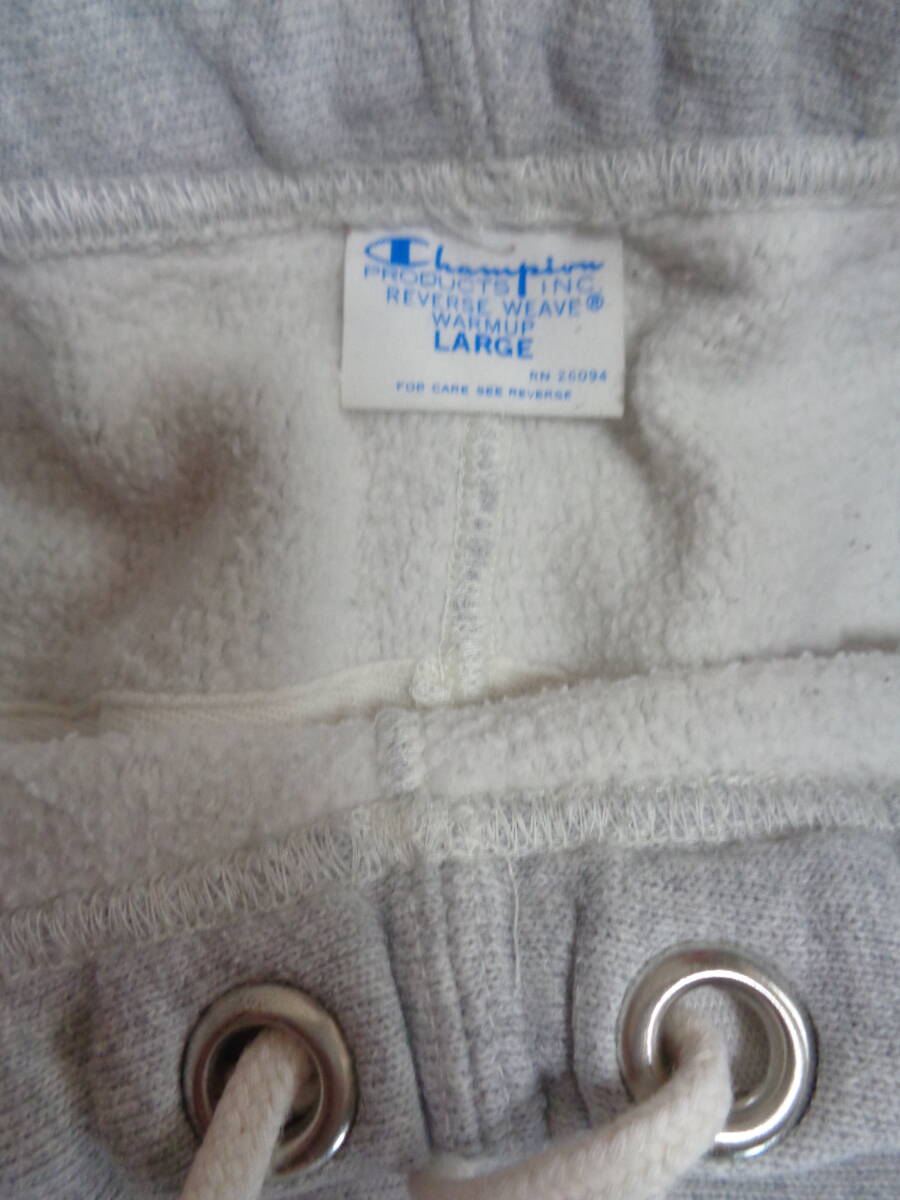 Champion
PRODUCTS INC.
REVERSE WEAVE®
WARMUP
LARGE
RN 26094
FOR CARE SEE REVERSE